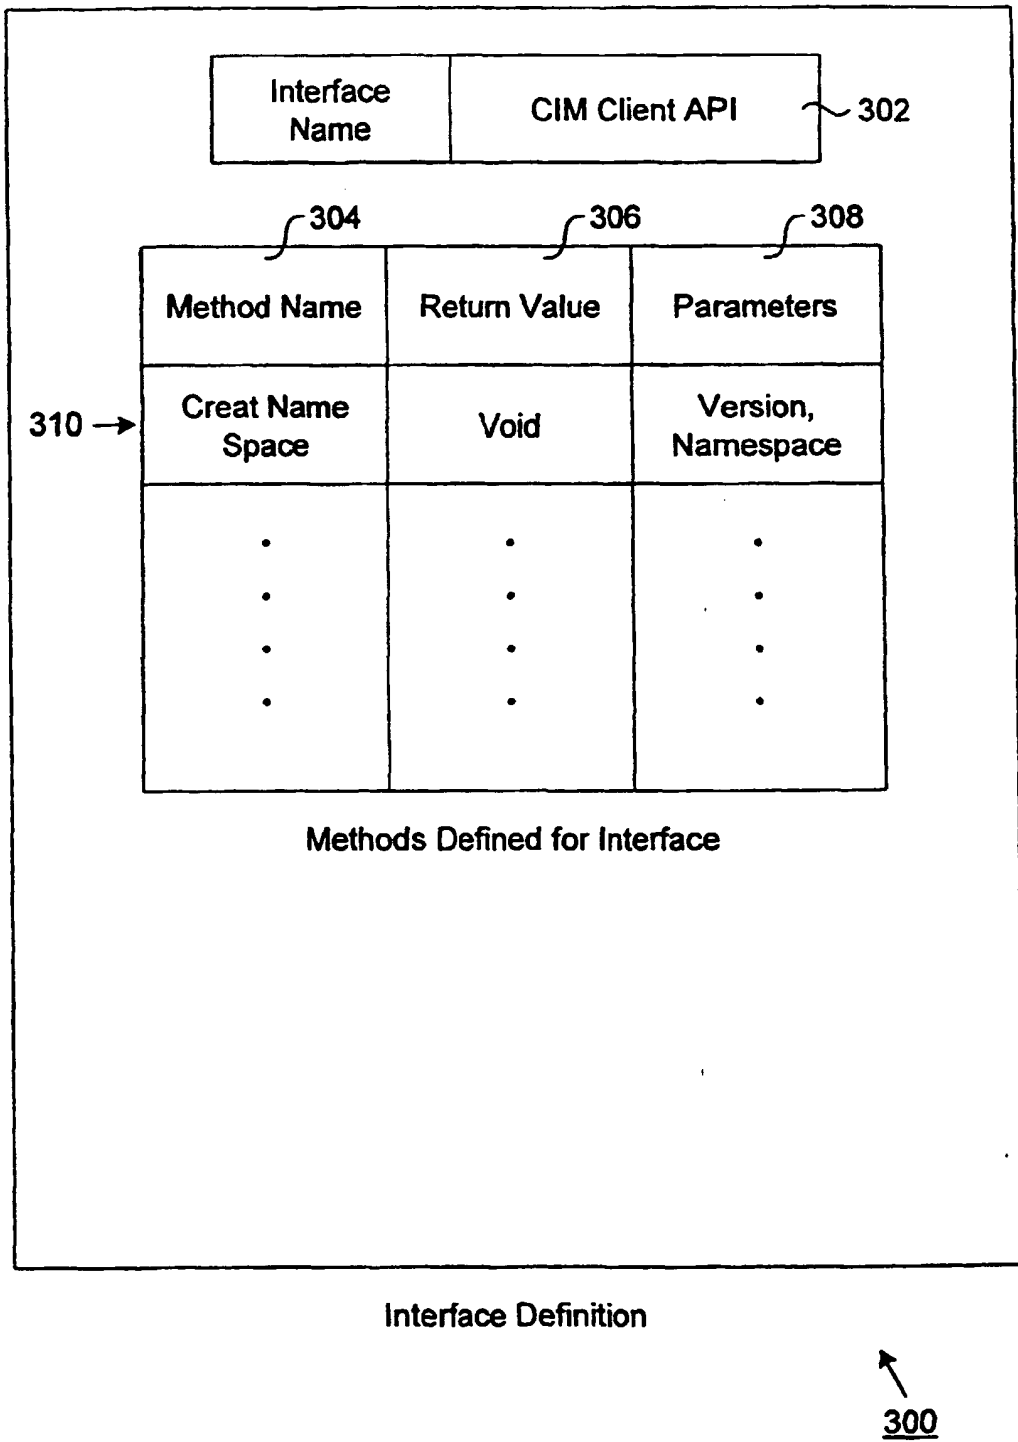 Interface
Name
CIM Client API
302
304
306
308
Method Name
Return Value
Parameters
310
Creat Name
Space
Void
Version,
Namespace
Methods Defined for Interface
Interface Definition
300